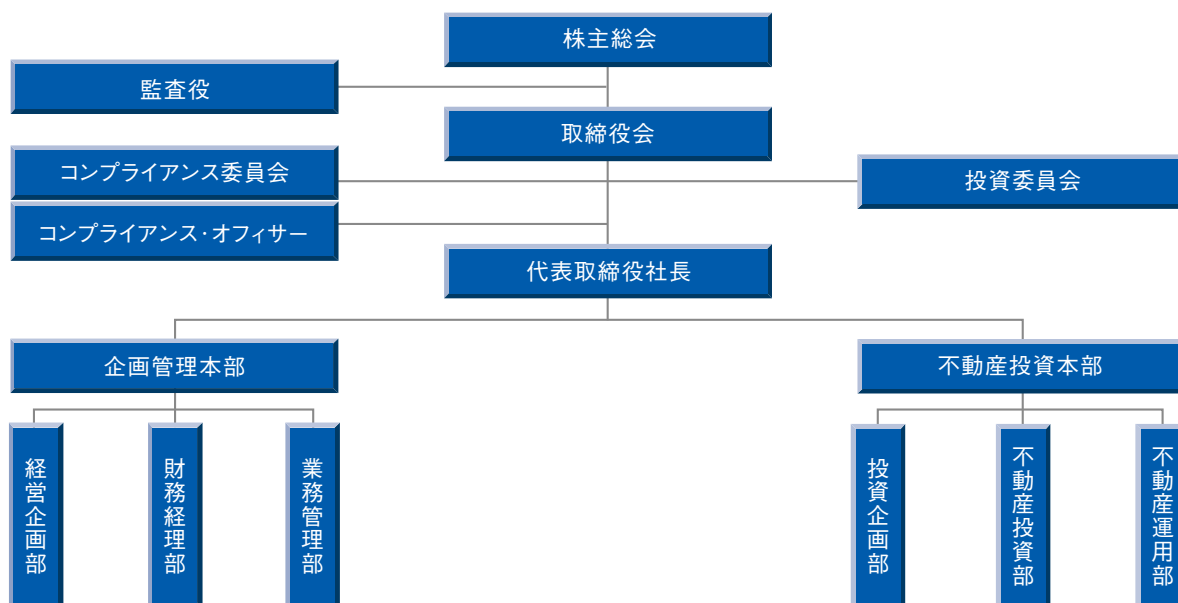 株主総会
監査役
取締役会
コンプライアンス委員会
投資委員会
コンプライアンス・オフィサー
代表取締役社長
企画管理本部
不動産投資本部
経営企画部
財務経理部
業務管理部
投資企画部
不動産投資部
不動産運用部